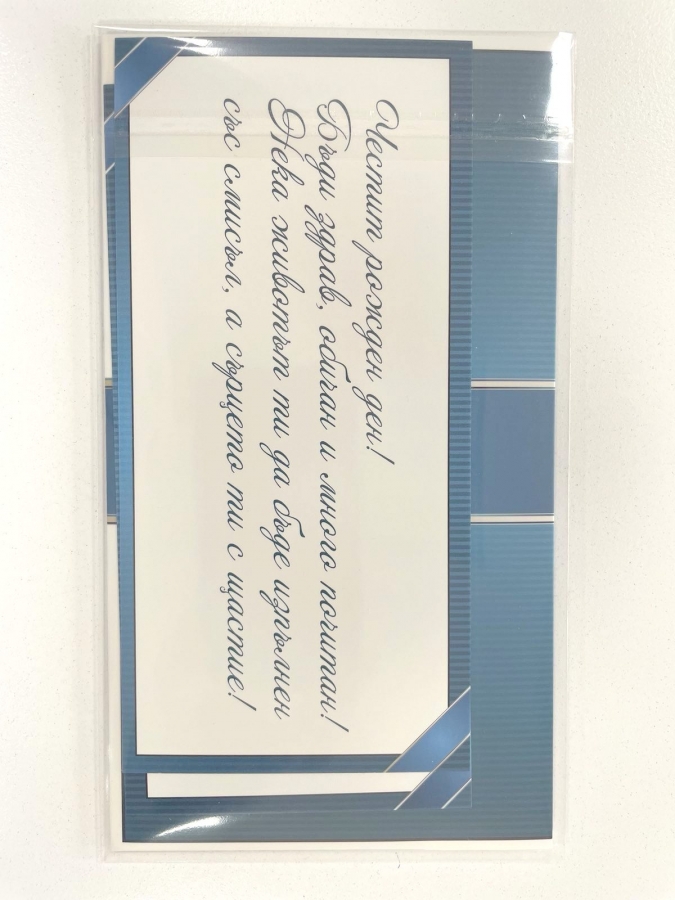 Честит рожден ден!
Бъди здрав, обичан и много почитан!
Нека животът ти да бъде изпълнен
със смисъл, а сърцето ти с щастие!